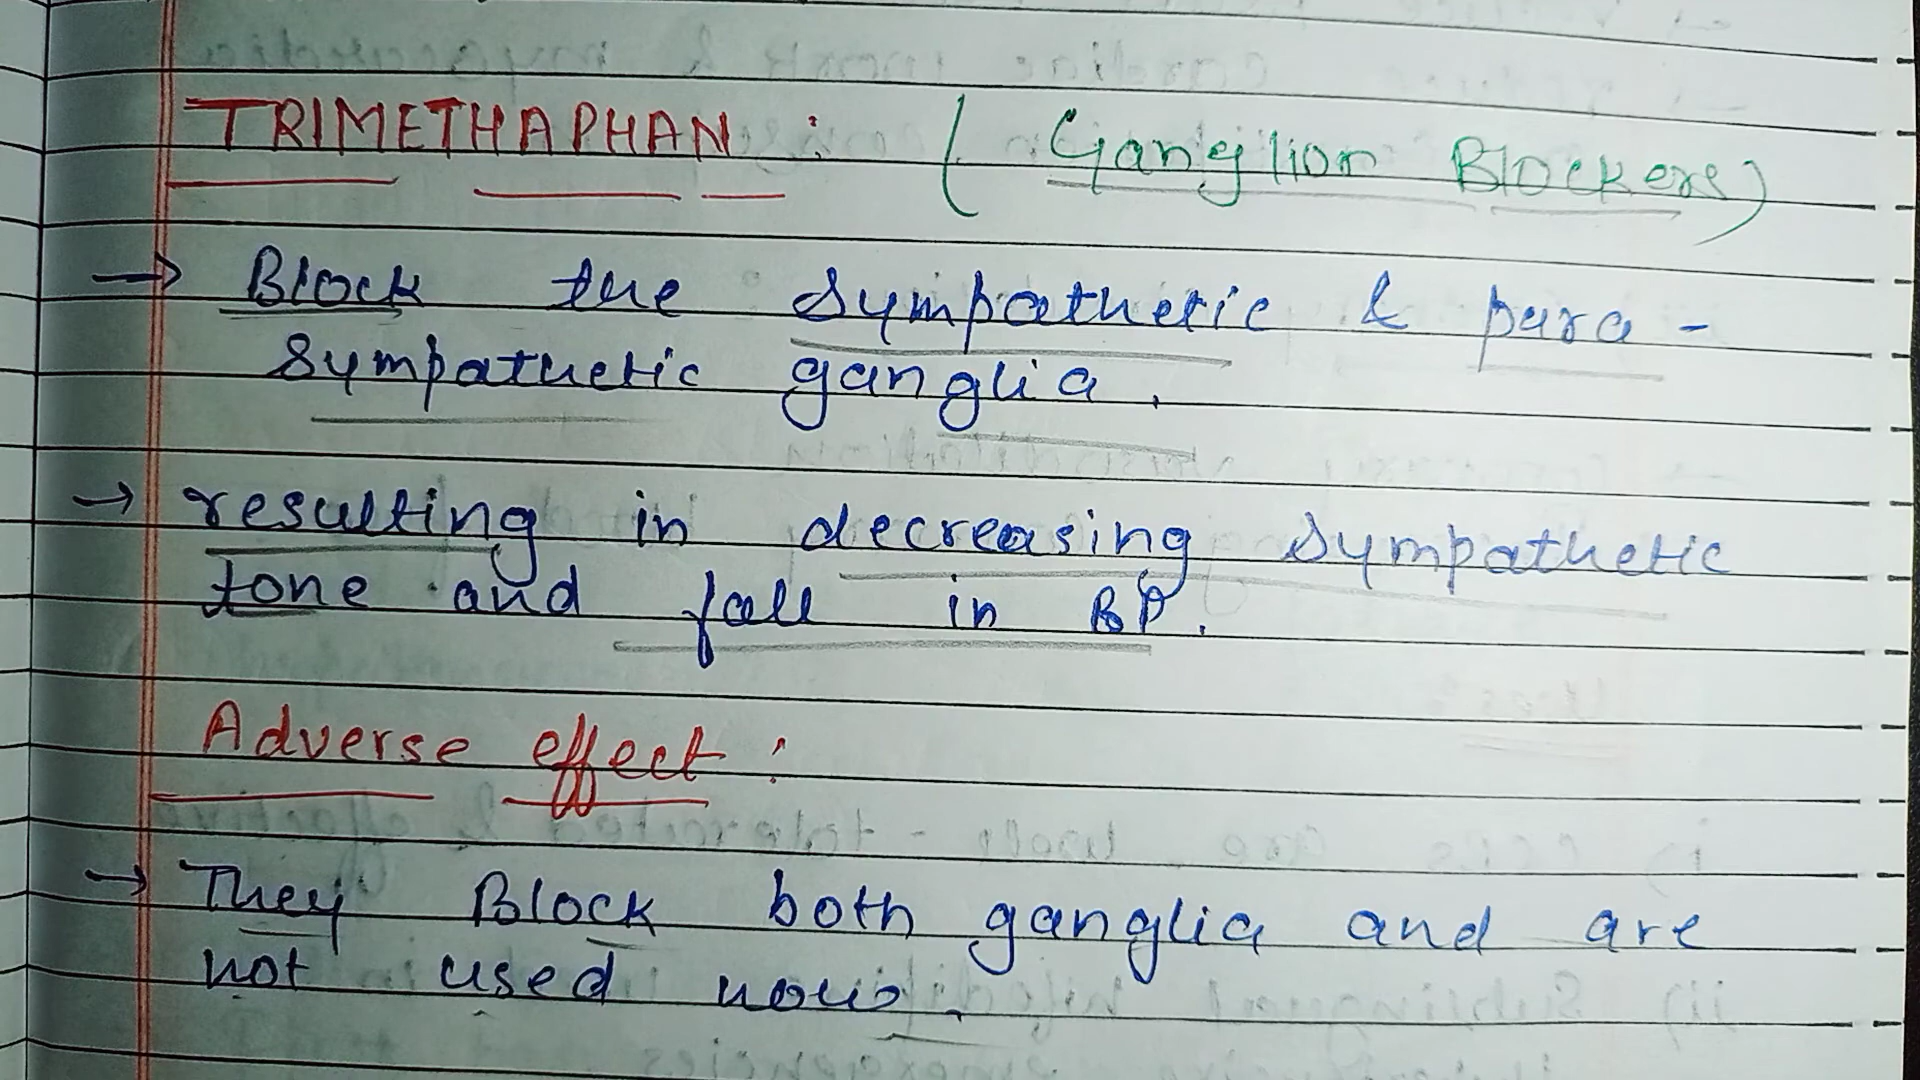 TRIMETHAPHAN : ( Ganglion Blockers)
→ Block the sympathetic & para-
sympathetic ganglia.
→ resulting in decreasing sympathetic
tone and fall in BP.
Adverse effect :
→ They Block both ganglia and are
not used now.